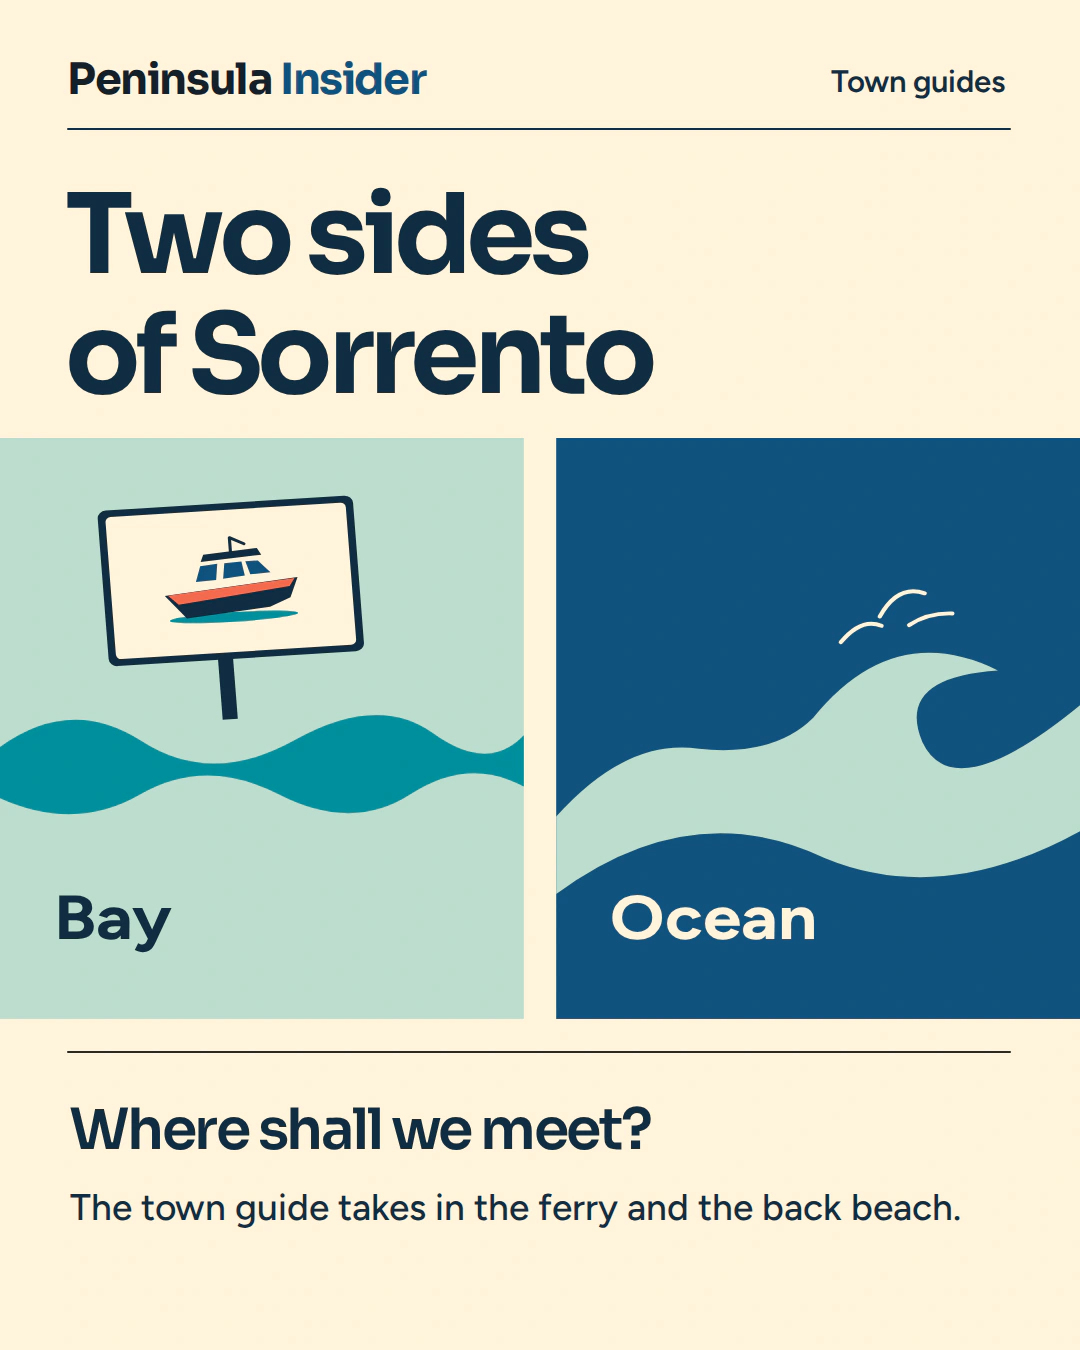 Peninsula Insider
Town guides
Two sides
of Sorrento
Bay
Ocean
Where shall we meet?
The town guide takes in the ferry and the back beach.